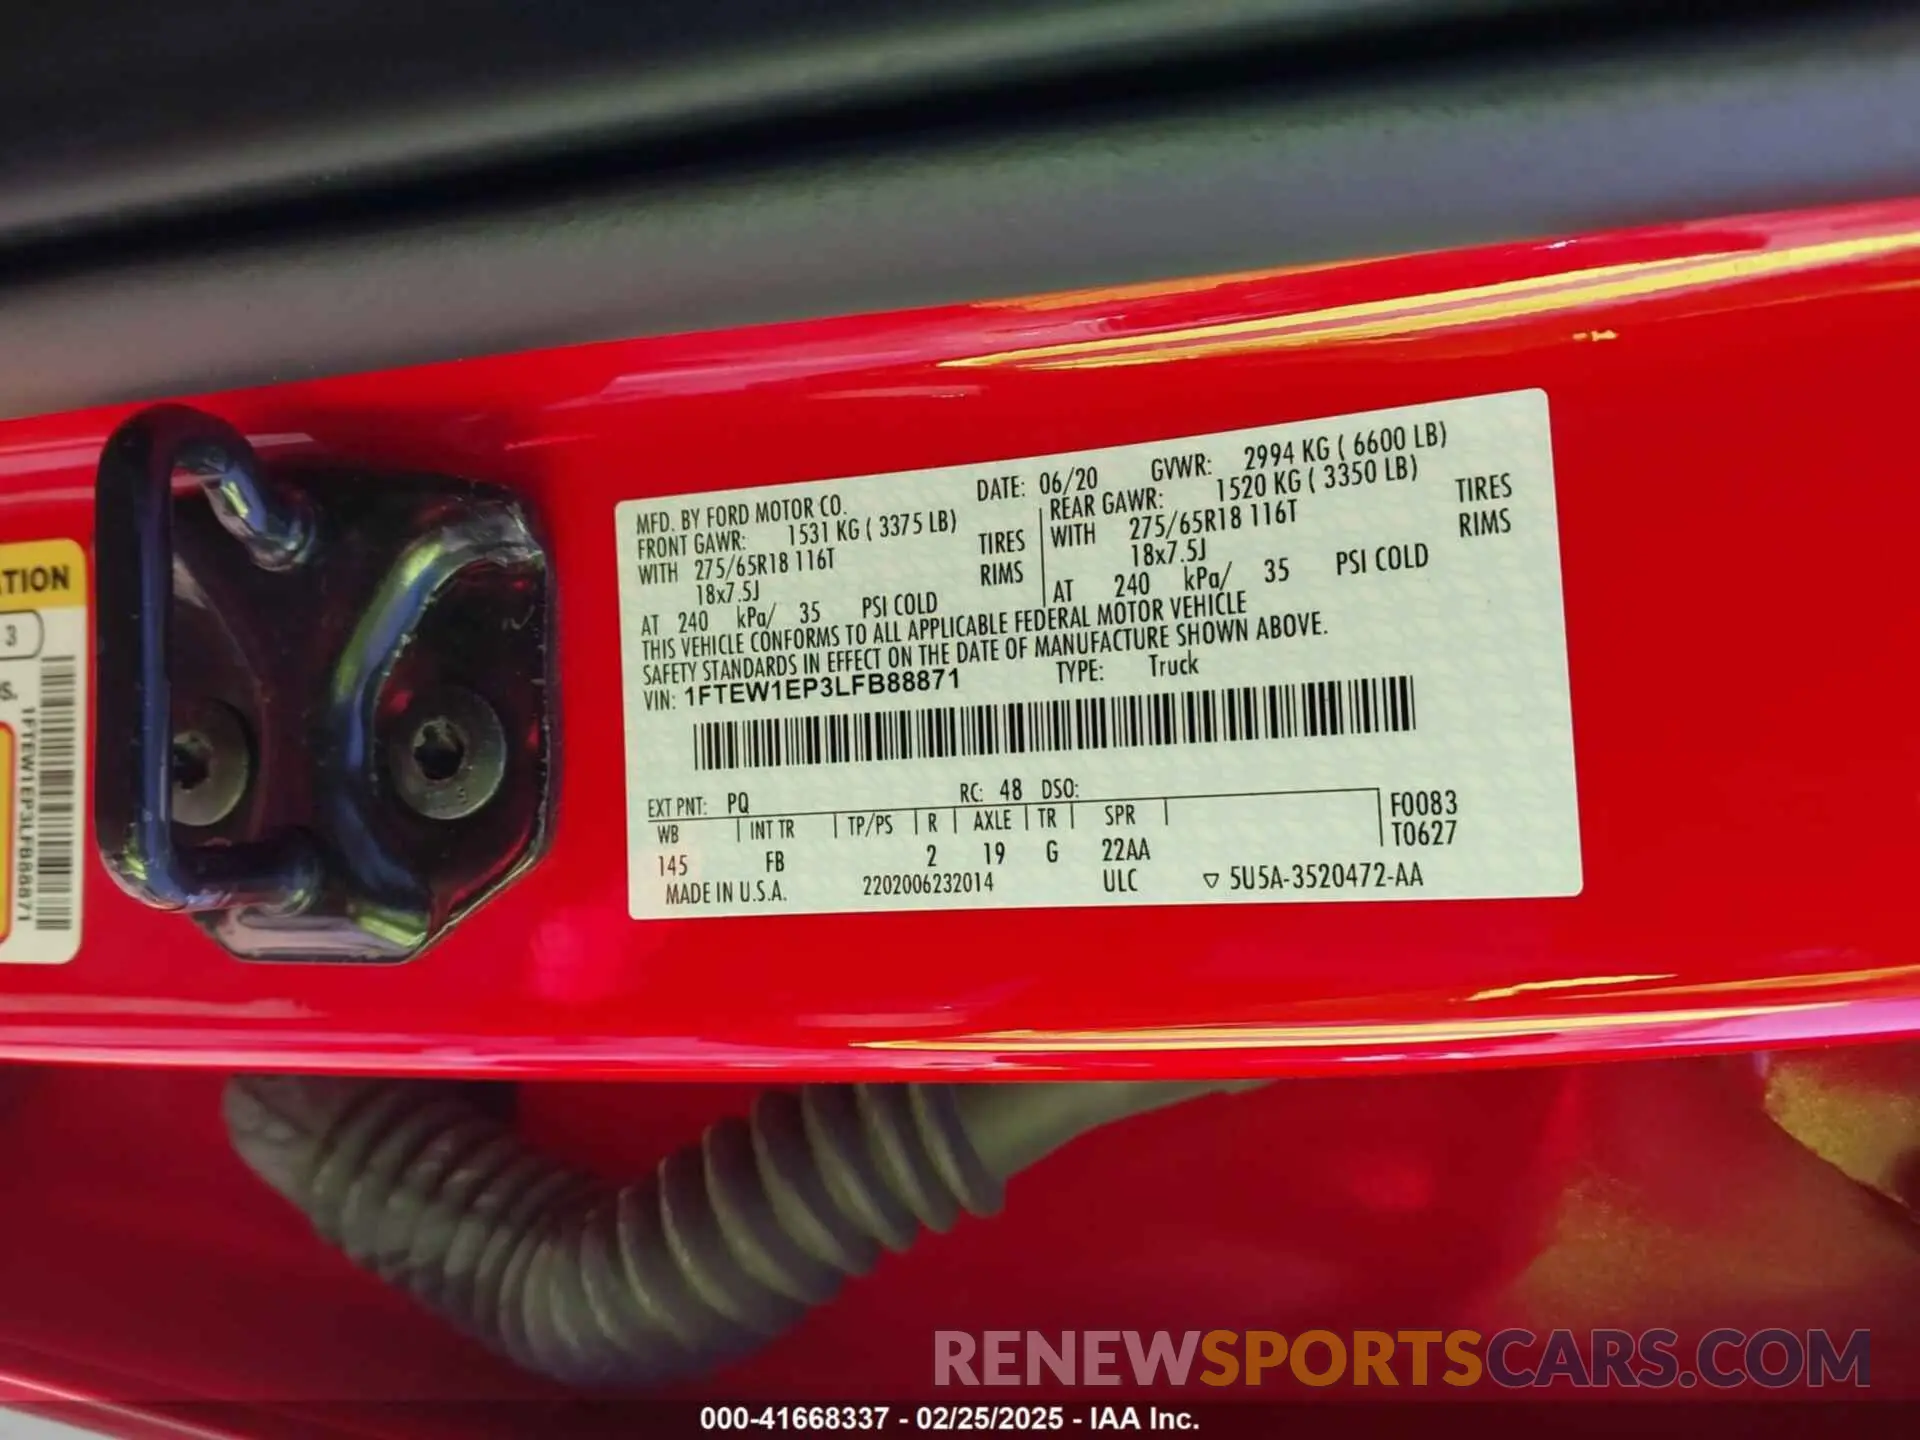 MFD. BY FORD MOTOR CO.
DATE: 06/20
GVWR: 2994 KG ( 6600 LB)
FRONT GAWR: 1531 KG ( 3375 LB)
WITH 275/65R18 116T TIRES
18x7.5J RIMS
AT 240 kPa/ 35 PSI COLD
REAR GAWR: 1520 KG ( 3350 LB)
WITH 275/65R18 116T TIRES
18x7.5J RIMS
AT 240 kPa/ 35 PSI COLD
THIS VEHICLE CONFORMS TO ALL APPLICABLE FEDERAL MOTOR VEHICLE
SAFETY STANDARDS IN EFFECT ON THE DATE OF MANUFACTURE SHOWN ABOVE.
VIN: 1FTEW1EP3LFB88871 TYPE: Truck
EXT PNT: PQ RC: 48 DSO:
WB | INT TR | TP/PS | R | AXLE | TR | SPR |
145 FB 2 19 G 22AA
F0083
T0627
MADE IN U.S.A. 2202006232014 ULC ▽ 5U5A-3520472-AA
TION
3
S.
1FTEW1EP3LFB88871
RENEWSPORTSCARS.COM
000-41668337 - 02/25/2025 - IAA Inc.